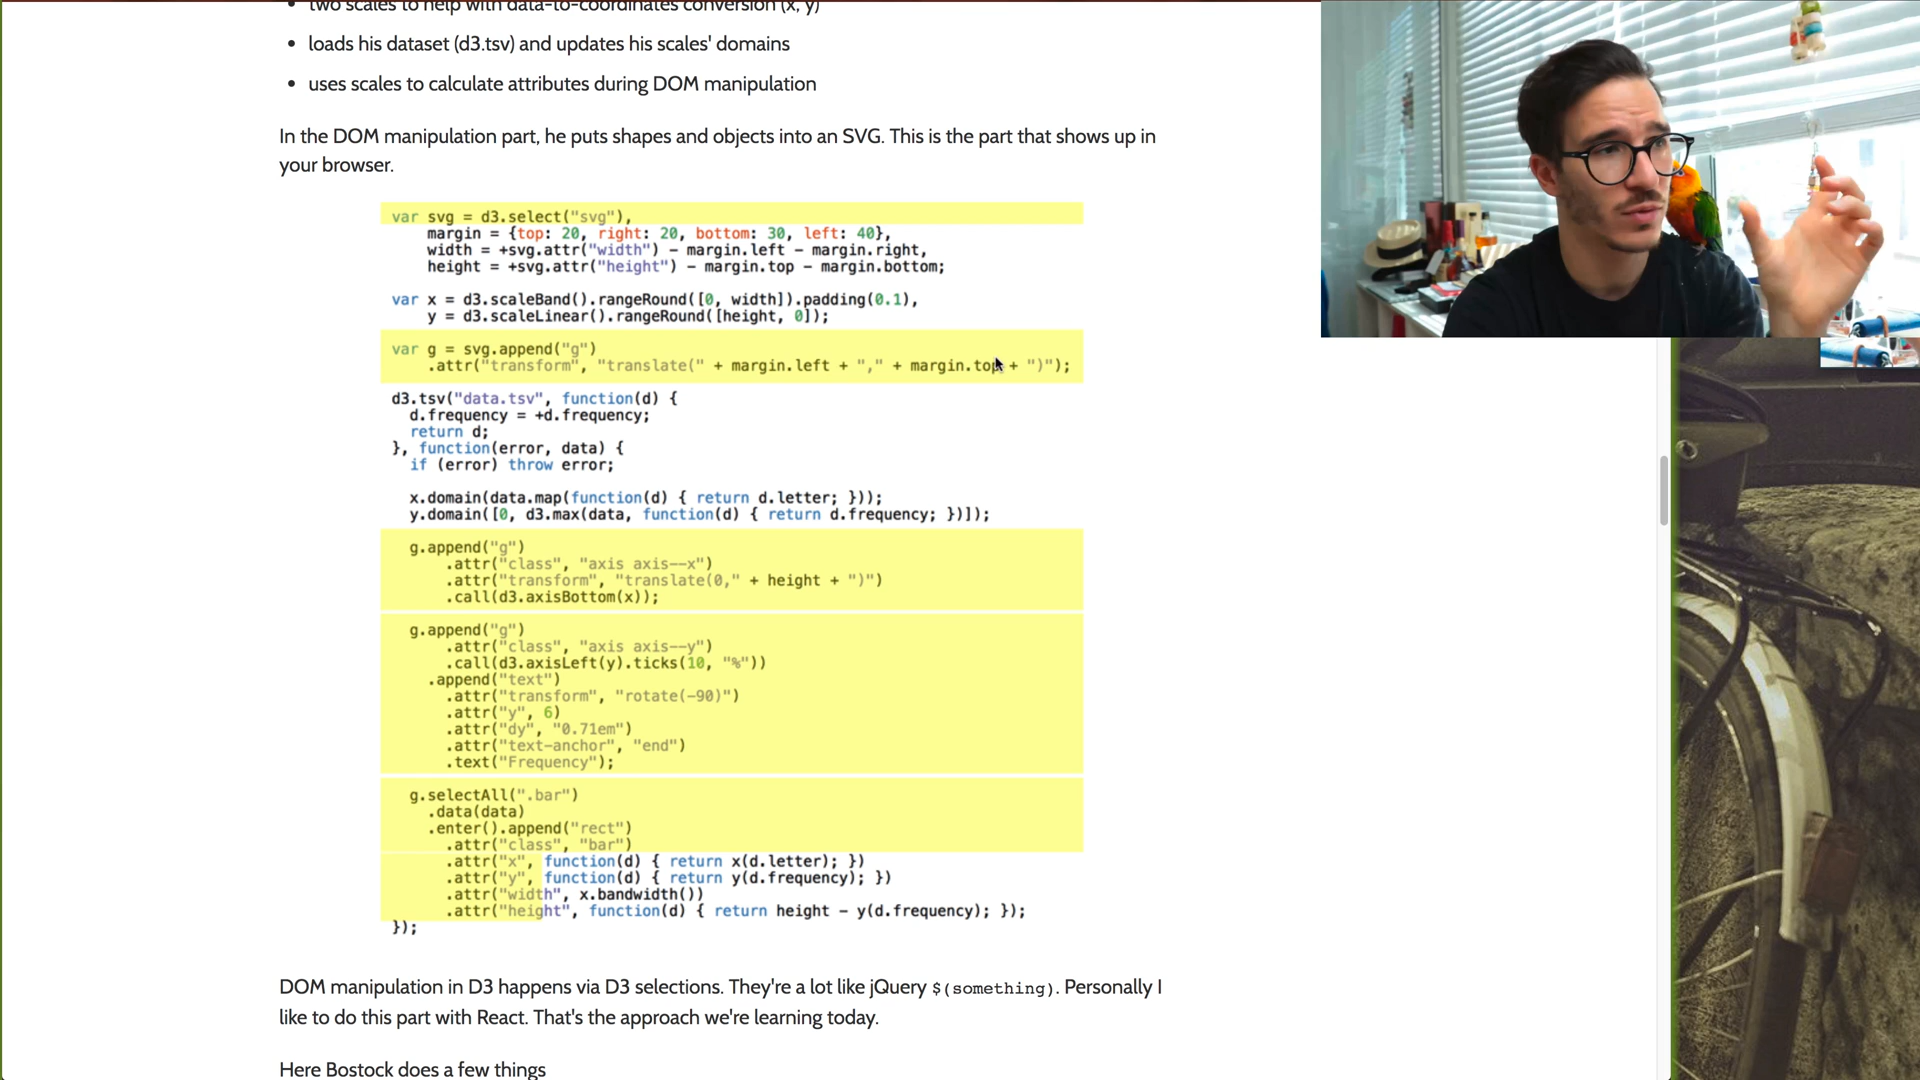 two scales to help with data-to-coordinates conversion (x, y)
loads his dataset (d3.tsv) and updates his scales' domains
uses scales to calculate attributes during DOM manipulation
In the DOM manipulation part, he puts shapes and objects into an SVG. This is the part that shows up in
your browser.
var svg = d3.select("svg"),
margin = {top: 20, right: 20, bottom: 30, left: 40},
width = +svg.attr("width") - margin.left - margin.right,
height = +svg.attr("height") - margin.top - margin.bottom;
var x = d3.scaleBand().rangeRound([0, width]).padding(0.1),
y = d3.scaleLinear().rangeRound([height, 0]);
var g = svg.append("g")
.attr("transform", "translate(" + margin.left + "," + margin.top + ")");
d3.tsv("data.tsv", function(d) {
d.frequency = +d.frequency;
return d;
}, function(error, data) {
if (error) throw error;
x.domain(data.map(function(d) { return d.letter; }));
y.domain([0, d3.max(data, function(d) { return d.frequency; })]);
g.append("g")
.attr("class", "axis axis--x")
.attr("transform", "translate(0," + height + ")")
.call(d3.axisBottom(x));
g.append("g")
.attr("class", "axis axis--y")
.call(d3.axisLeft(y).ticks(10, "%"))
.append("text")
.attr("transform", "rotate(-90)")
.attr("y", 6)
.attr("dy", "0.71em")
.attr("text-anchor", "end")
.text("Frequency");
g.selectAll(".bar")
.data(data)
.enter().append("rect")
.attr("class", "bar")
.attr("x", function(d) { return x(d.letter); })
.attr("y", function(d) { return y(d.frequency); })
.attr("width", x.bandwidth())
.attr("height", function(d) { return height - y(d.frequency); });
});
DOM manipulation in D3 happens via D3 selections. They're a lot like jQuery $(something). Personally I
like to do this part with React. That's the approach we're learning today.
Here Bostock does a few things